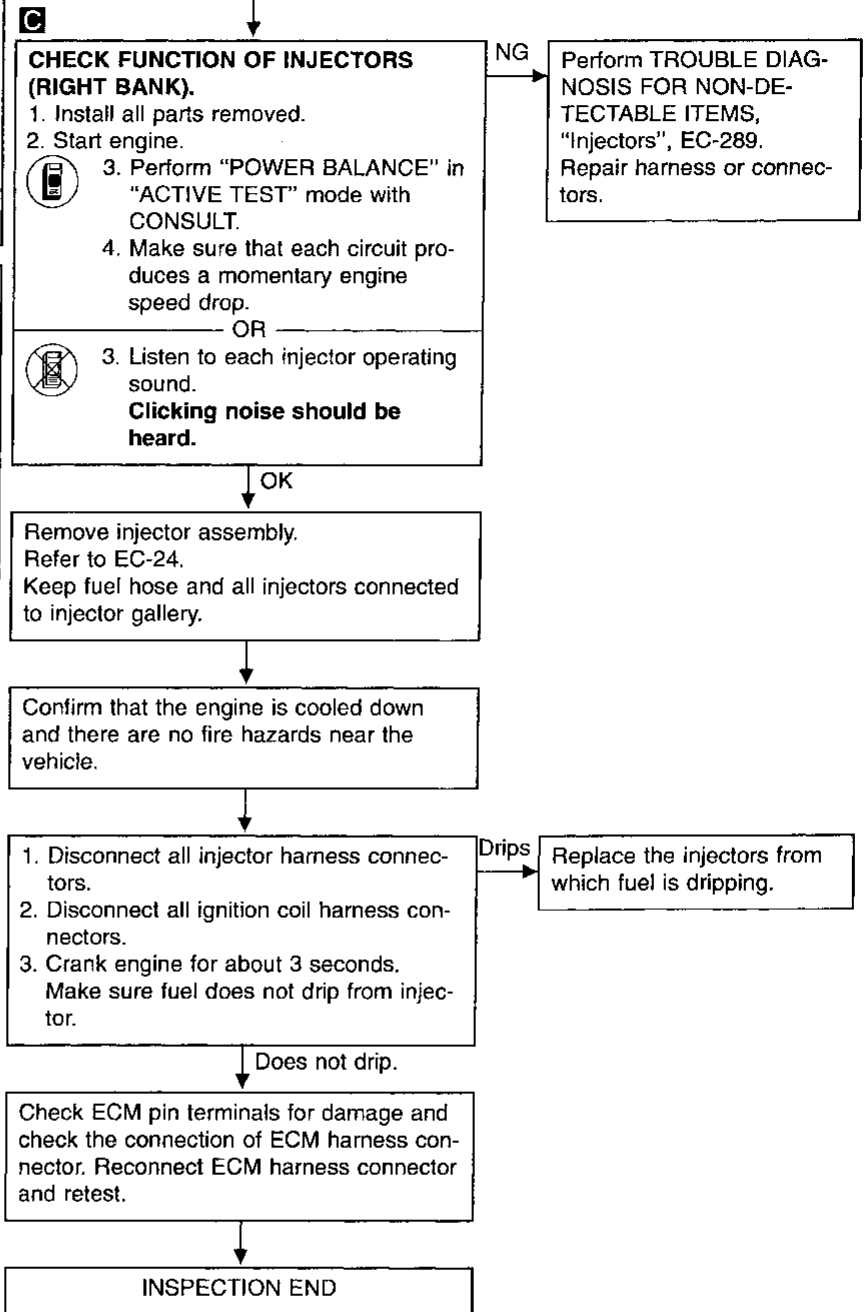 C
CHECK FUNCTION OF INJECTORS
(RIGHT BANK).
1. Install all parts removed.
2. Start engine.
3. Perform "POWER BALANCE" in
"ACTIVE TEST" mode with
CONSULT.
4. Make sure that each circuit pro-
duces a momentary engine
speed drop.
OR
3. Listen to each injector operating
sound.
Clicking noise should be
heard.
NG
Perform TROUBLE DIAG-
NOSIS FOR NON-DE-
TECTABLE ITEMS,
"Injectors", EC-289.
Repair harness or connec-
tors.
OK
Remove injector assembly.
Refer to EC-24.
Keep fuel hose and all injectors connected
to injector gallery.
Confirm that the engine is cooled down
and there are no fire hazards near the
vehicle.
1. Disconnect all injector harness connec-
tors.
2. Disconnect all ignition coil harness con-
nectors.
3. Crank engine for about 3 seconds.
Make sure fuel does not drip from injec-
tor.
Drips
Replace the injectors from
which fuel is dripping.
Does not drip.
Check ECM pin terminals for damage and
check the connection of ECM harness con-
nector. Reconnect ECM harness connector
and retest.
INSPECTION END